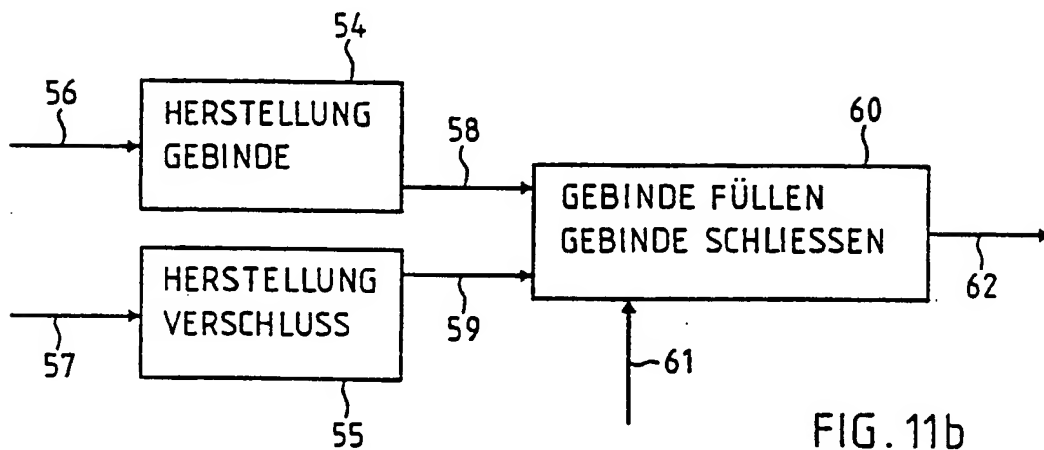 54
56
HERSTELLUNG
GEBINDE
58
60
GEBINDE FÜLLEN
GEBINDE SCHLIESSEN
62
HERSTELLUNG
VERSCHLUSS
59
57
55
61
FIG. 11b